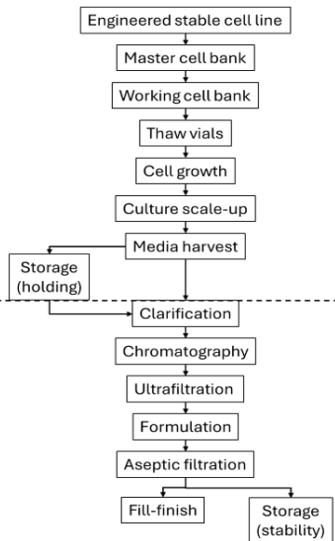 Engineered stable cell line
Master cell bank
Working cell bank
Thaw vials
Cell growth
Culture scale-up
Media harvest
Storage
(holding)
Clarification
Chromatography
Ultrafiltration
Formulation
Aseptic filtration
Fill-finish
Storage
(stability)